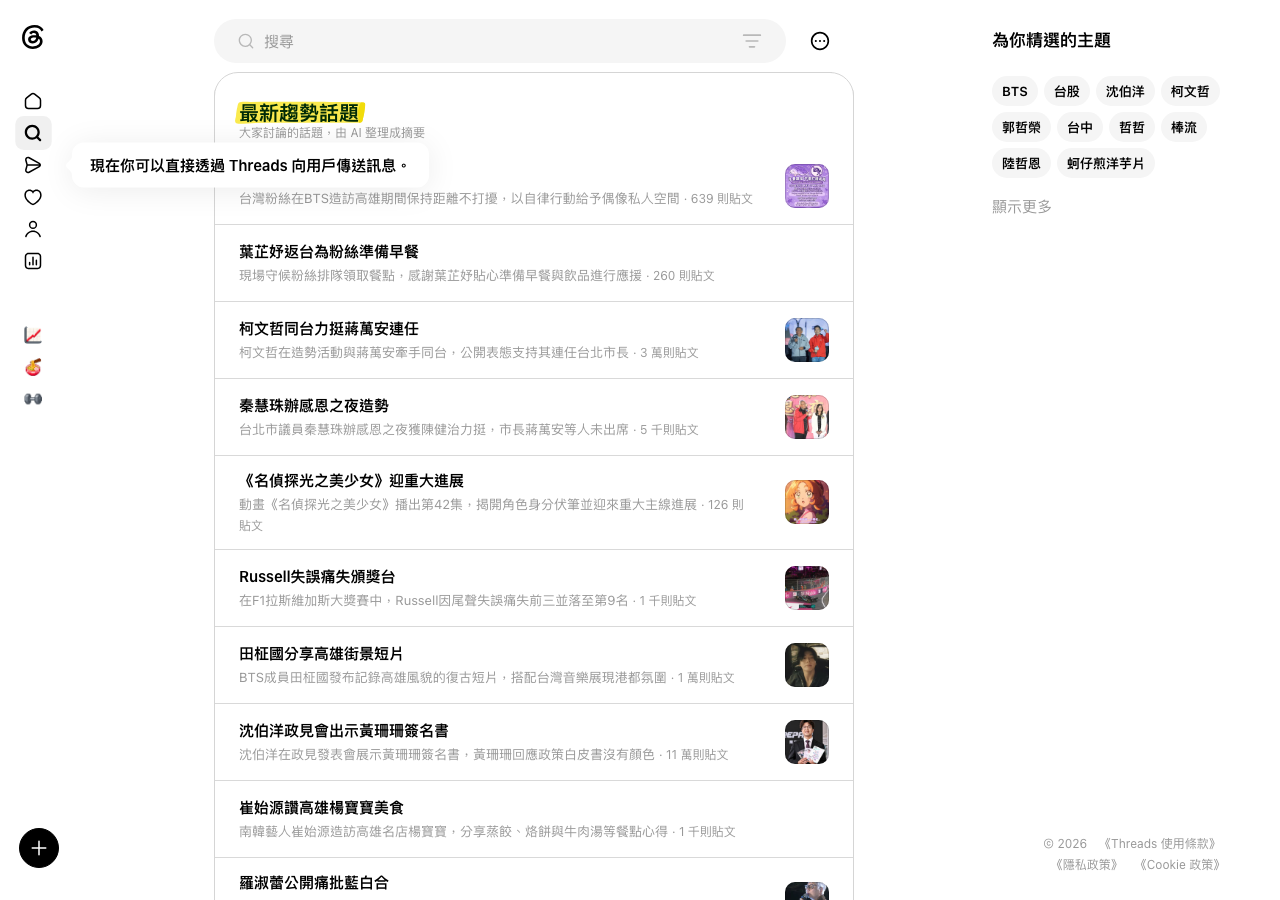 搜尋
最新趨勢話題
大家討論的話題，由 AI 整理成摘要
現在你可以直接透過 Threads 向用戶傳送訊息。
台灣粉絲在BTS造訪高雄期間保持距離不打擾，以自律行動給予偶像私人空間 · 639 則貼文
葉芷妤返台為粉絲準備早餐
現場守候粉絲排隊領取餐點，感謝葉芷妤貼心準備早餐與飲品進行應援 · 260 則貼文
柯文哲同台力挺蔣萬安連任
柯文哲在造勢活動與蔣萬安牽手同台，公開表態支持其連任台北市長 · 3 萬則貼文
秦慧珠辦感恩之夜造勢
台北市議員秦慧珠辦感恩之夜獲陳健治力挺，市長蔣萬安等人未出席 · 5 千則貼文
《名偵探光之美少女》迎重大進展
動畫《名偵探光之美少女》播出第42集，揭開角色身分伏筆並迎來重大主線進展 · 126 則
貼文
Russell失誤痛失頒獎台
在F1拉斯維加斯大獎賽中，Russell因尾聲失誤痛失前三並落至第9名 · 1 千則貼文
田柾國分享高雄街景短片
BTS成員田柾國發布記錄高雄風貌的復古短片，搭配台灣音樂展現港都氛圍 · 1 萬則貼文
沈伯洋政見會出示黃珊珊簽名書
沈伯洋在政見發表會展示黃珊珊簽名書，黃珊珊回應政策白皮書沒有顏色 · 11 萬則貼文
崔始源讚高雄楊寶寶美食
南韓藝人崔始源造訪高雄名店楊寶寶，分享蒸餃、烙餅與牛肉湯等餐點心得 · 1 千則貼文
羅淑蕾公開痛批藍白合
為你精選的主題
BTS 台股 沈伯洋 柯文哲
郭哲榮 台中 哲哲 棒流
陸哲恩 蚵仔煎洋芋片
顯示更多
© 2026 《Threads 使用條款》
《隱私政策》 《Cookie 政策》